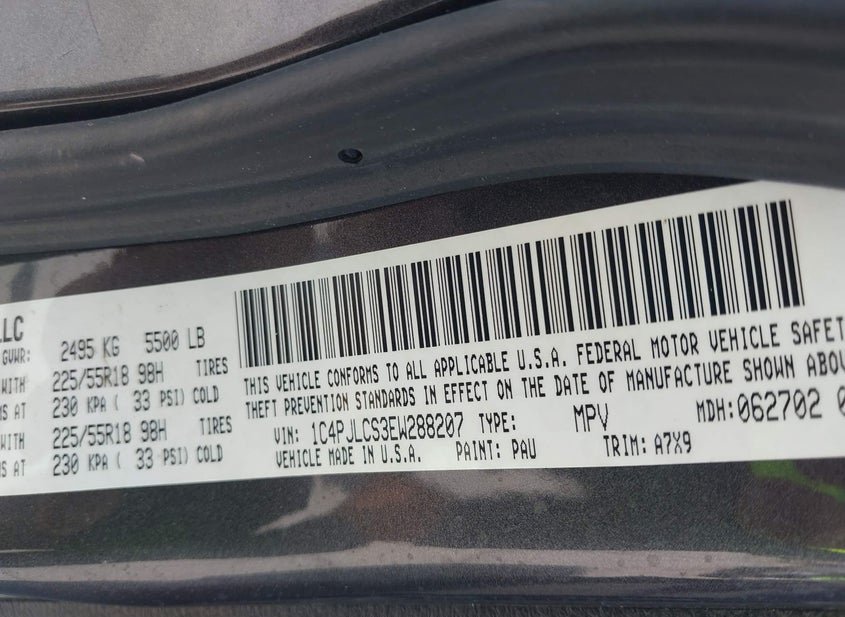 LLC
GVWR: 2495 KG 5500 LB
WITH 225/55R18 98H TIRES
AT 230 KPA ( 33 PSI) COLD
WITH 225/55R18 98H TIRES
AT 230 KPA ( 33 PSI) COLD
THIS VEHICLE CONFORMS TO ALL APPLICABLE U.S.A. FEDERAL MOTOR VEHICLE SAFET
THEFT PREVENTION STANDARDS IN EFFECT ON THE DATE OF MANUFACTURE SHOWN ABOV
VIN: 1C4PJLCS3EW288207 TYPE: MPV MDH:062702 0
VEHICLE MADE IN U.S.A. PAINT: PAU TRIM: A7X9